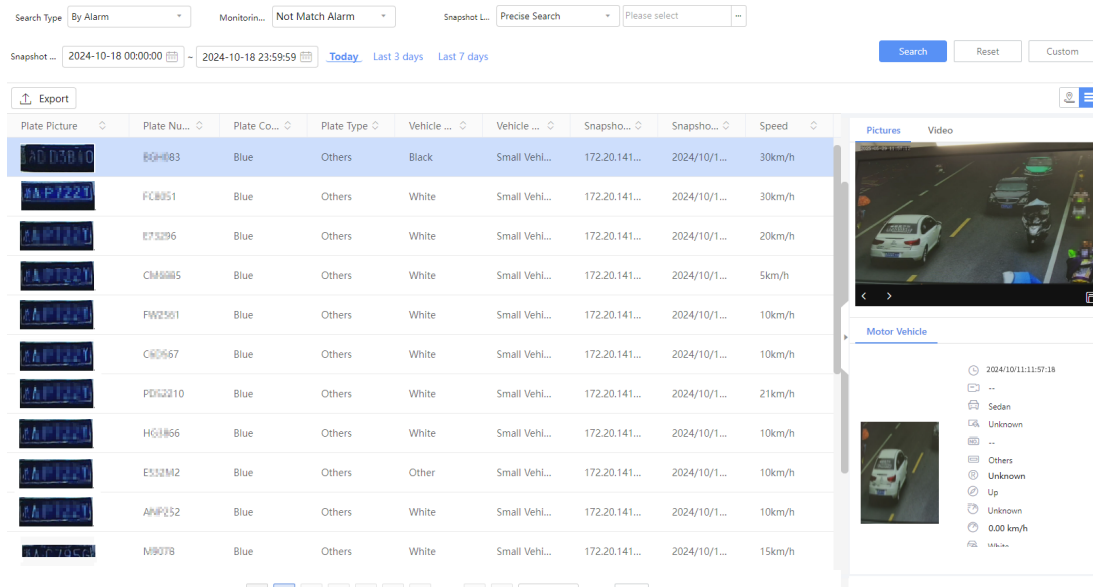 Search Type By Alarm Monitorin... Not Match Alarm Snapshot L... Precise Search Please select ...
Snapshot ... 2024-10-18 00:00:00 ~ 2024-10-18 23:59:59 Today Last 3 days Last 7 days Search Reset Custom
Export
Plate Picture Plate Nu... Plate Co... Plate Type Vehicle ... Vehicle ... Snapsho... Snapsho... Speed
Blue Others Black Small Vehi... 172.20.141... 2024/10/1... 30km/h
Blue Others White Small Vehi... 172.20.141... 2024/10/1... 30km/h
Blue Others White Small Vehi... 172.20.141... 2024/10/1... 20km/h
Blue Others White Small Vehi... 172.20.141... 2024/10/1... 5km/h
Blue Others White Small Vehi... 172.20.141... 2024/10/1... 10km/h
Blue Others White Small Vehi... 172.20.141... 2024/10/1... 10km/h
Blue Others White Small Vehi... 172.20.141... 2024/10/1... 21km/h
Blue Others White Small Vehi... 172.20.141... 2024/10/1... 10km/h
Blue Others Other Small Vehi... 172.20.141... 2024/10/1... 10km/h
Blue Others White Small Vehi... 172.20.141... 2024/10/1... 10km/h
Blue Others White Small Vehi... 172.20.141... 2024/10/1... 15km/h
Pictures Video
Motor Vehicle
2024/10/11:11:57:18
--
Sedan
Unknown
--
Others
Unknown
Up
Unknown
0.00 km/h
White